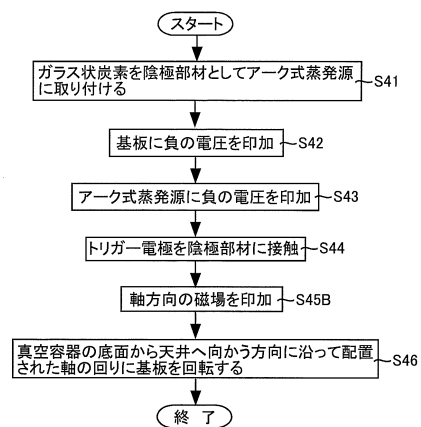 スタート
ガラス状炭素を陰極部材としてアーク式蒸発源
に取り付ける
S41
基板に負の電圧を印加
S42
アーク式蒸発源に負の電圧を印加
S43
トリガー電極を陰極部材に接触
S44
軸方向の磁場を印加
S45B
真空容器の底面から天井へ向かう方向に沿って配置
された軸の回りに基板を回転する
S46
終了